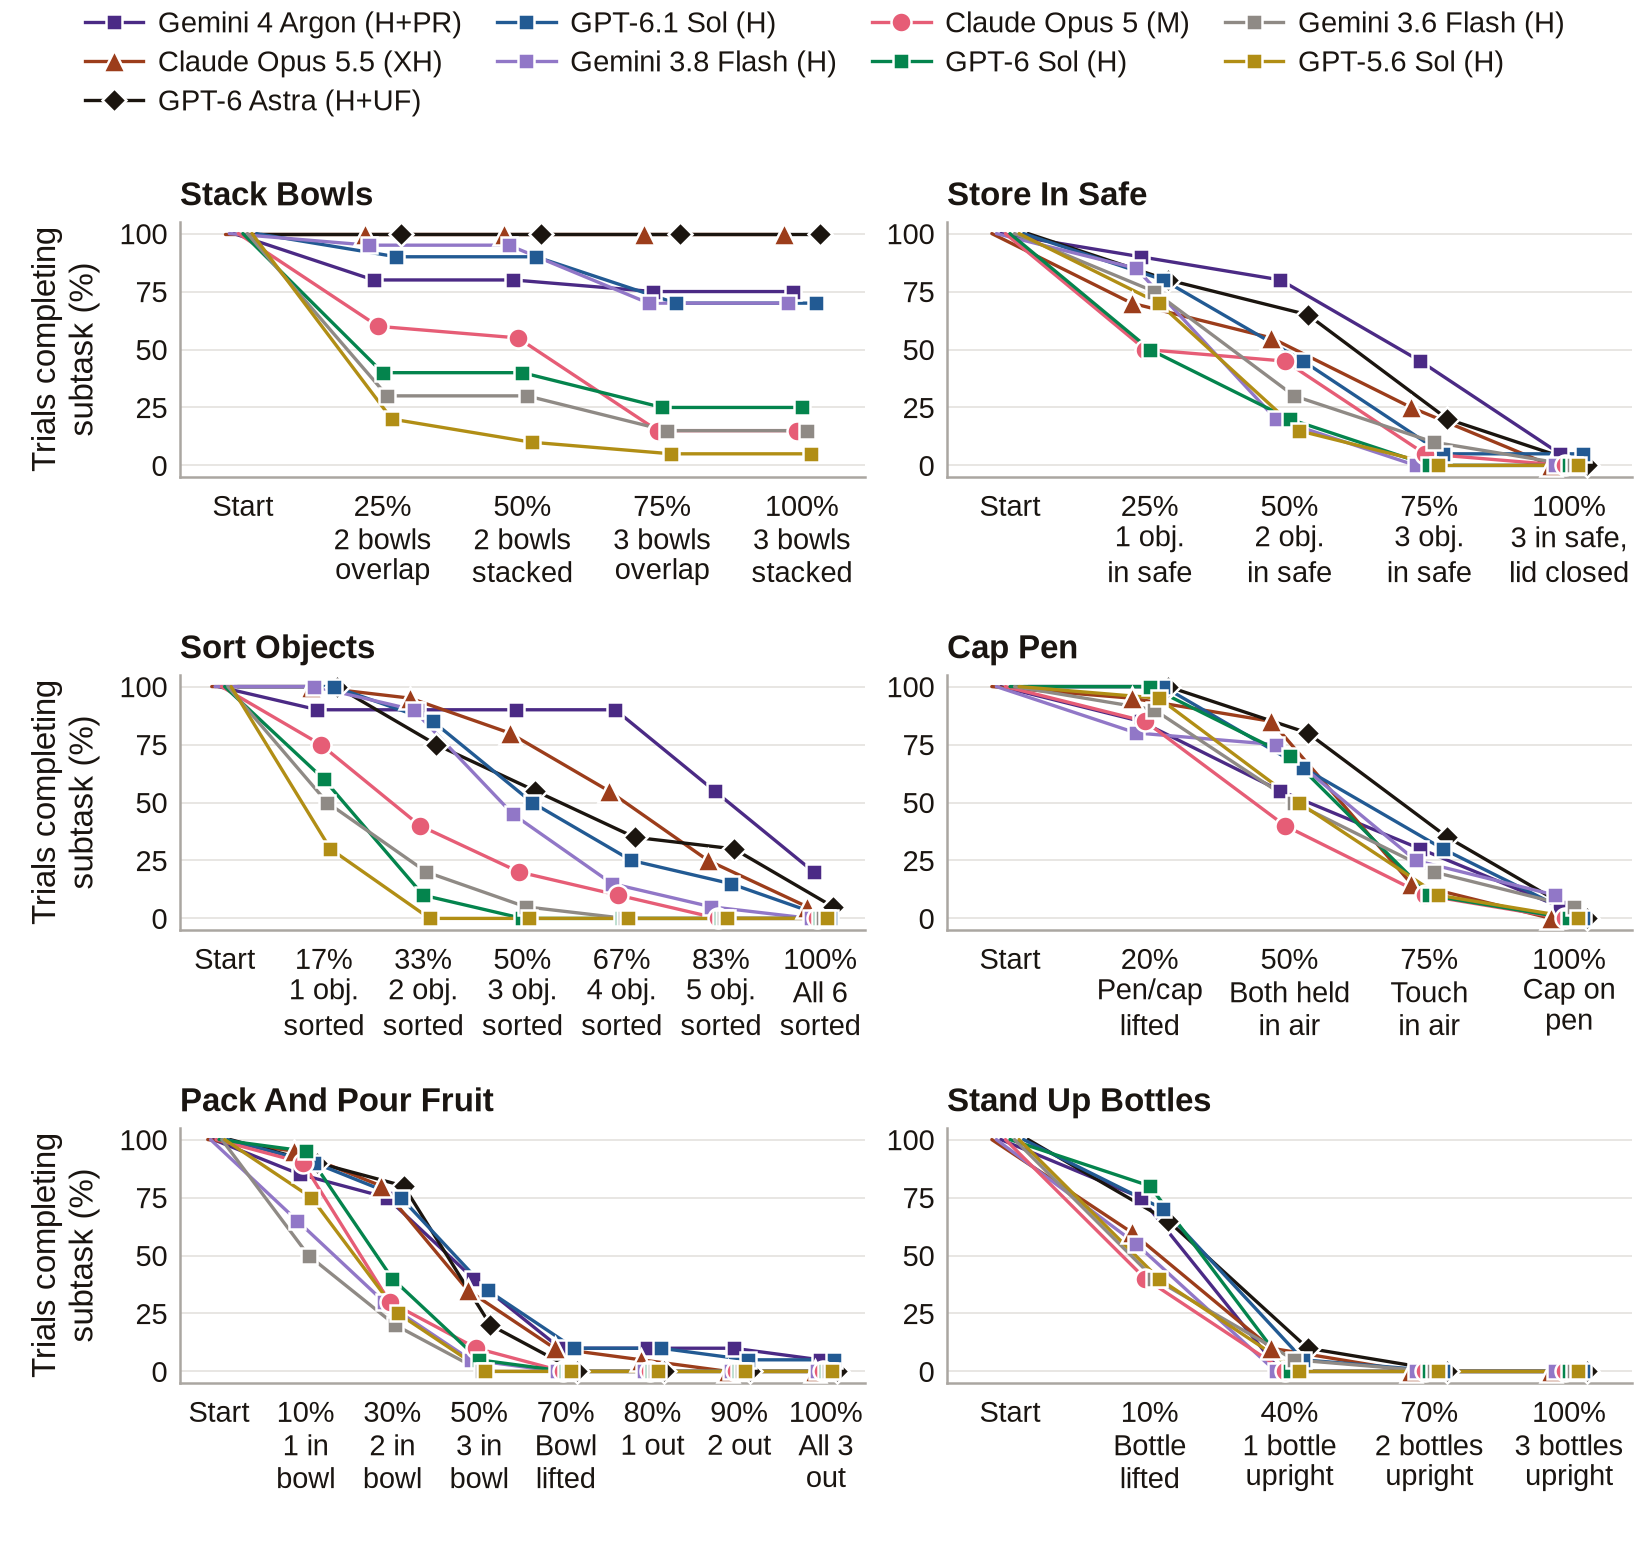 Gemini 4 Argon (H+PR) GPT-6.1 Sol (H) Claude Opus 5 (M) Gemini 3.6 Flash (H)
Claude Opus 5.5 (XH) Gemini 3.8 Flash (H) GPT-6 Sol (H) GPT-5.6 Sol (H)
GPT-6 Astra (H+UF)
Stack Bowls
Trials completing
subtask (%)
100
75
50
25
0
Start 25% 50% 75% 100%
2 bowls 2 bowls 3 bowls 3 bowls
overlap stacked overlap stacked
Store In Safe
100
75
50
25
0
Start 25% 50% 75% 100%
1 obj. 2 obj. 3 obj. 3 in safe,
in safe in safe in safe lid closed
Sort Objects
Trials completing
subtask (%)
100
75
50
25
0
Start 17% 33% 50% 67% 83% 100%
1 obj. 2 obj. 3 obj. 4 obj. 5 obj. All 6
sorted sorted sorted sorted sorted sorted
Cap Pen
100
75
50
25
0
Start 20% 50% 75% 100%
Pen/cap Both held Touch Cap on
lifted in air in air pen
Pack And Pour Fruit
Trials completing
subtask (%)
100
75
50
25
0
Start 10% 30% 50% 70% 80% 90% 100%
1 in 2 in 3 in Bowl 1 out 2 out All 3
bowl bowl bowl lifted out
Stand Up Bottles
100
75
50
25
0
Start 10% 40% 70% 100%
Bottle 1 bottle 2 bottles 3 bottles
lifted upright upright upright